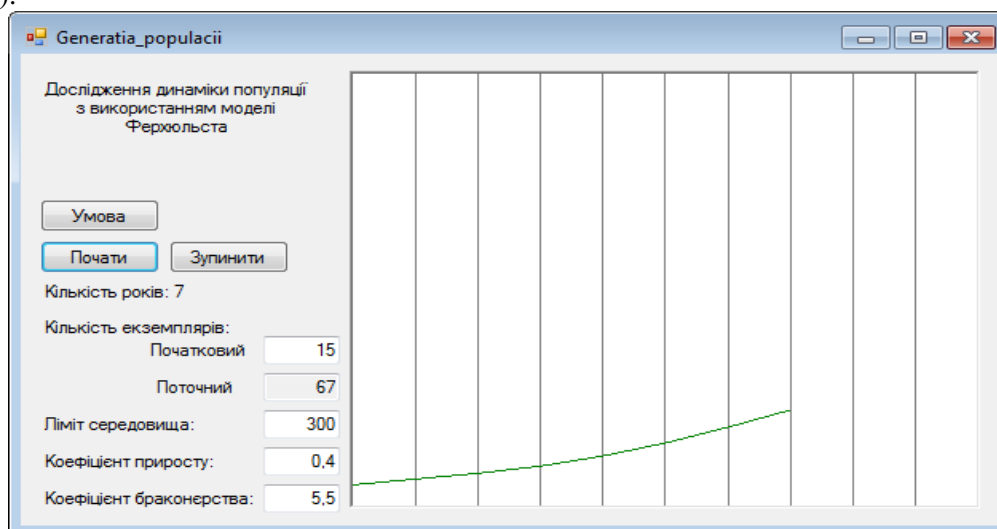 ).
Generatia_populacii
Дослідження динаміки популяції
з використанням моделі
Ферхюльста
Умова
Почати Зупинити
Кількість років: 7
Кількість екземплярів:
Початковий 15
Поточний 67
Ліміт середовища: 300
Коефіцієнт приросту: 0,4
Коефіцієнт браконєрства: 5,5